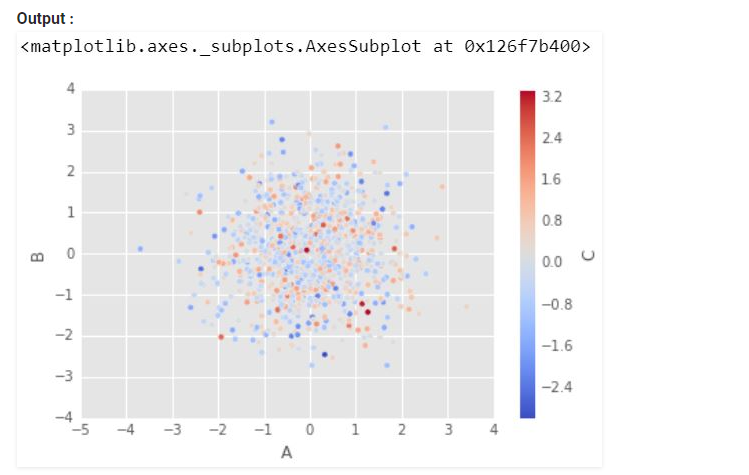 Output :
<matplotlib.axes._subplots.AxesSubplot at 0x126f7b400>
4
3
2
1
0
−1
−2
−3
−4
B
−5 −4 −3 −2 −1 0 1 2 3 4
A
3.2
2.4
1.6
0.8
0.0
−0.8
−1.6
−2.4
C